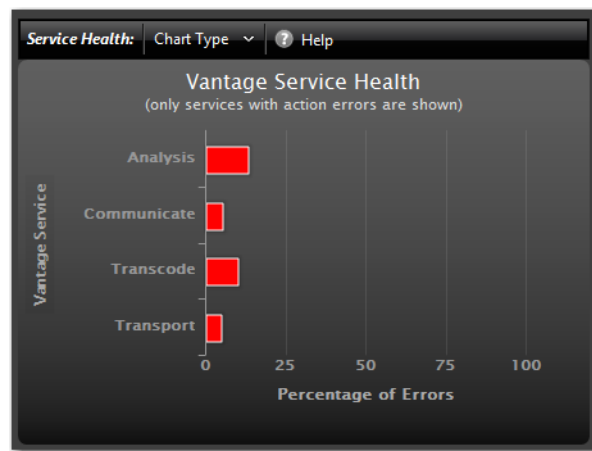 Service Health: Chart Type ? Help
Vantage Service Health
(only services with action errors are shown)
Vantage Service
Analysis
Communicate
Transcode
Transport
0 25 50 75 100
Percentage of Errors